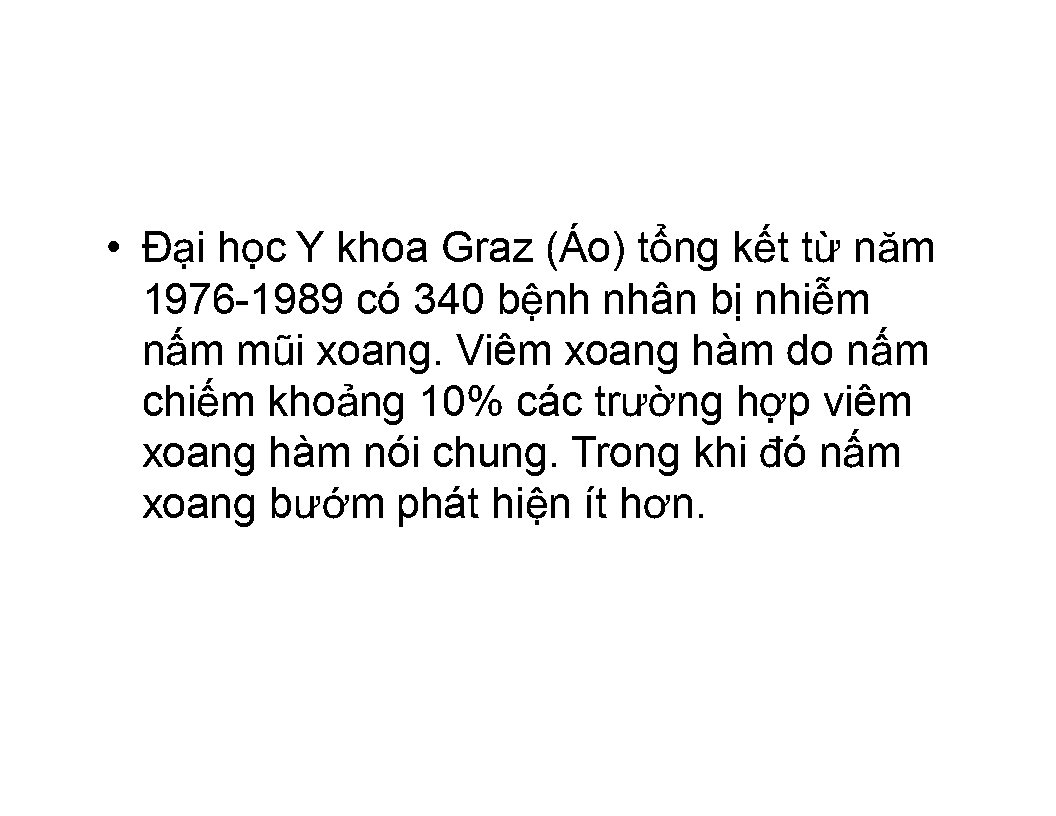 • Đại học Y khoa Graz (Áo) tổng kết từ năm
1976-1989 có 340 bệnh nhân bị nhiễm
nấm mũi xoang. Viêm xoang hàm do nấm
chiếm khoảng 10% các trường hợp viêm
xoang hàm nói chung. Trong khi đó nấm
xoang bướm phát hiện ít hơn.